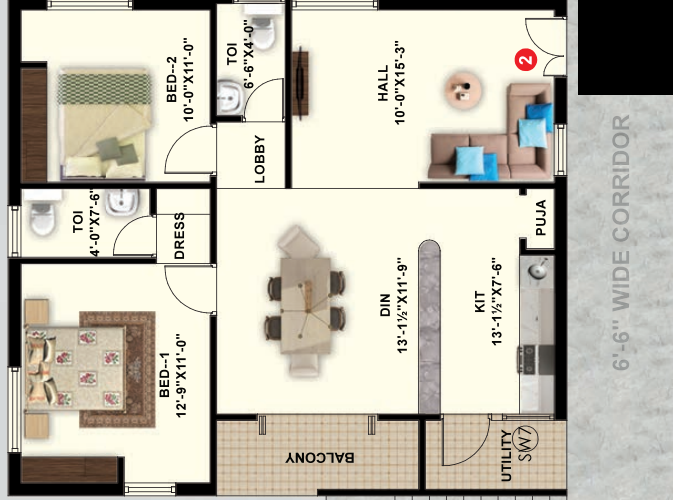 BED--2
10'-0"X11'-0"
TOI
6'-6"X4'-0"
HALL
10'-0"X15'-3"
2
LOBBY
6'-6" WIDE CORRIDOR
TOI
4'-0"X7'-6"
DRESS
PUJA
DIN
13'-1½"X11'-9"
KIT
13'-1½"X7'-6"
BED--1
12'-9"X11'-0"
BALCONY
UTILITY
SW7